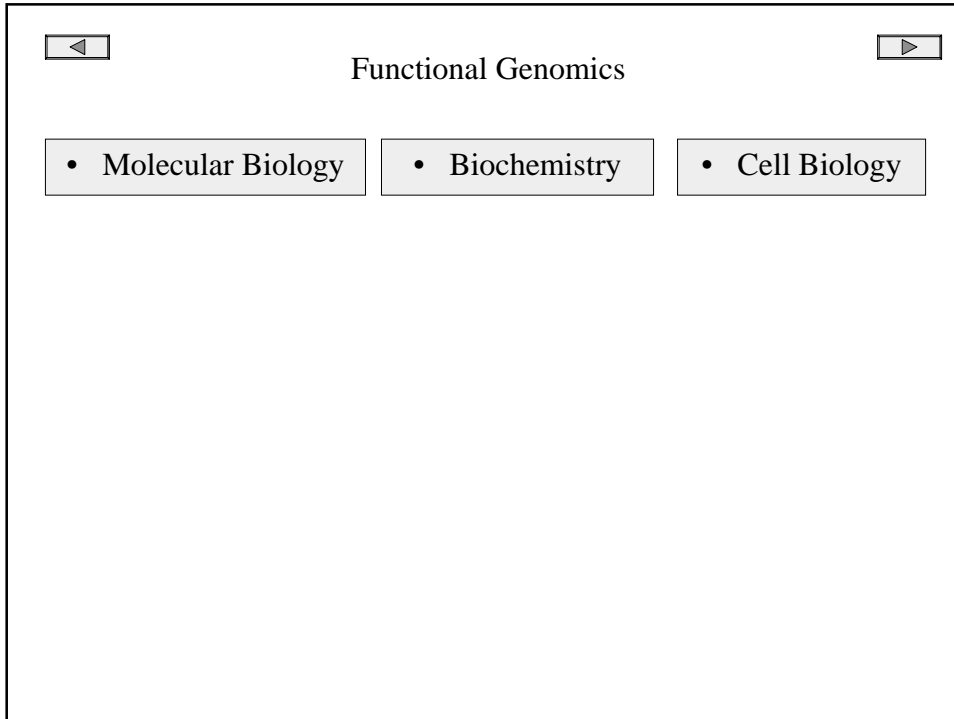 Functional Genomics
• Molecular Biology • Biochemistry • Cell Biology